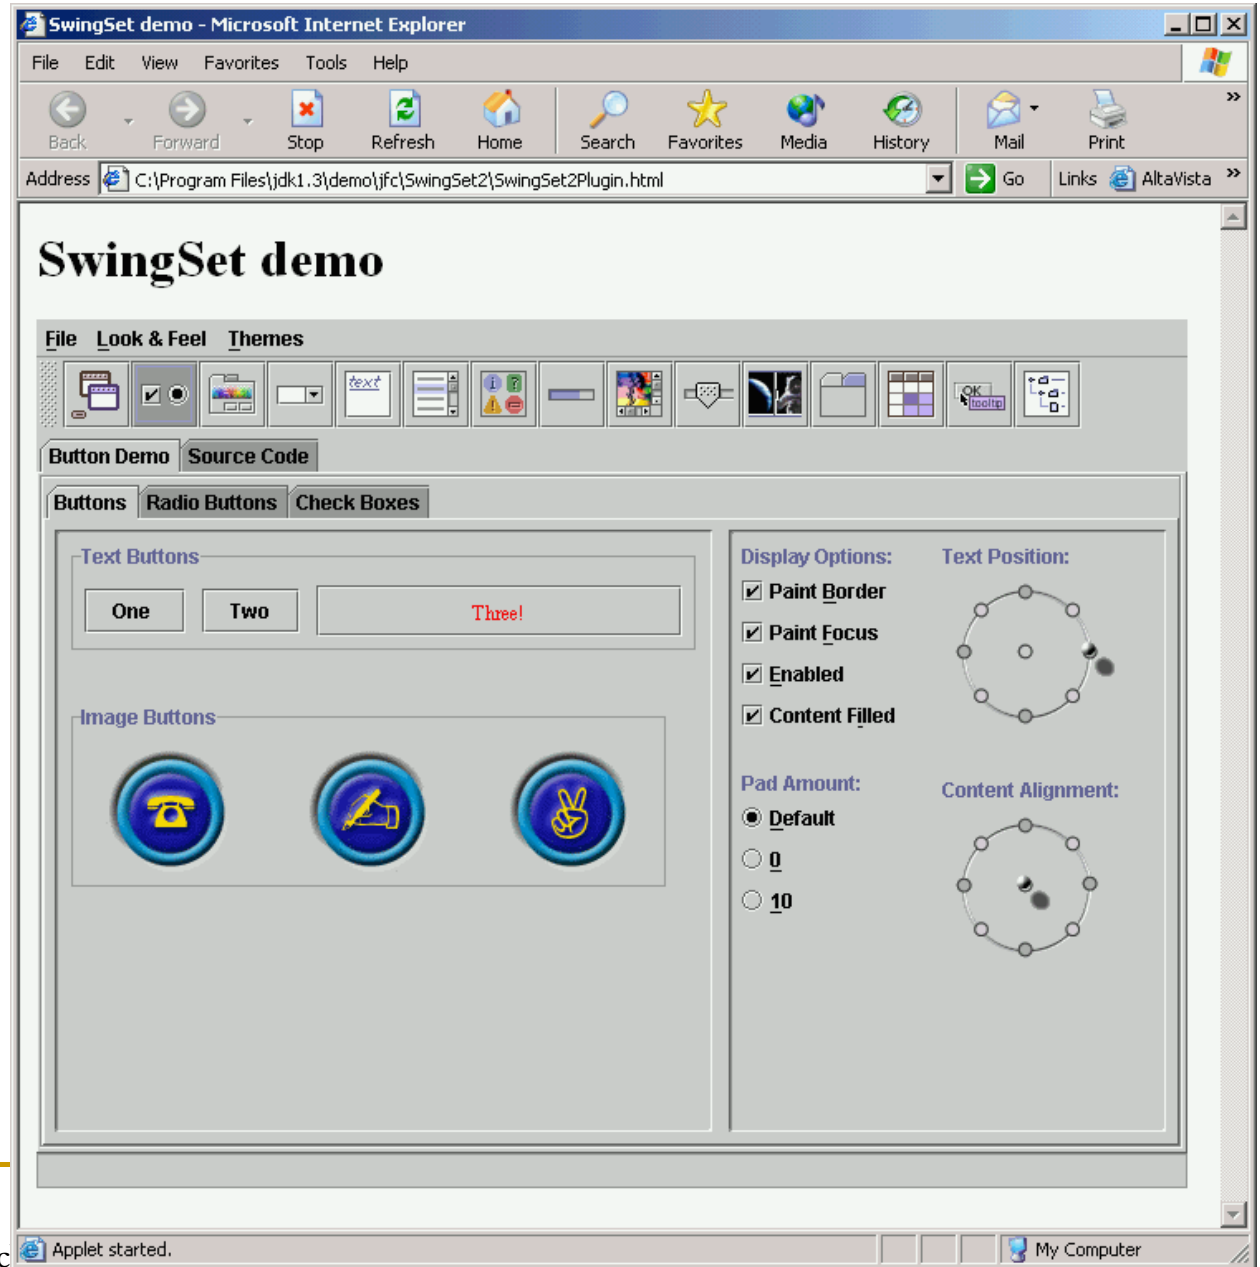 SwingSet demo - Microsoft Internet Explorer
File Edit View Favorites Tools Help
Back Forward Stop Refresh Home Search Favorites Media History Mail Print
Address C:\Program Files\jdk1.3\demo\jfc\SwingSet2\SwingSet2Plugin.html Go Links AltaVista
SwingSet demo
File Look & Feel Themes
text
OK
tooltip
Button Demo Source Code
Buttons Radio Buttons Check Boxes
Text Buttons
One Two Three!
Image Buttons
Display Options:
Paint Border
Paint Focus
Enabled
Content Filled
Text Position:
Pad Amount:
Default
0
10
Content Alignment:
c
Applet started. My Computer